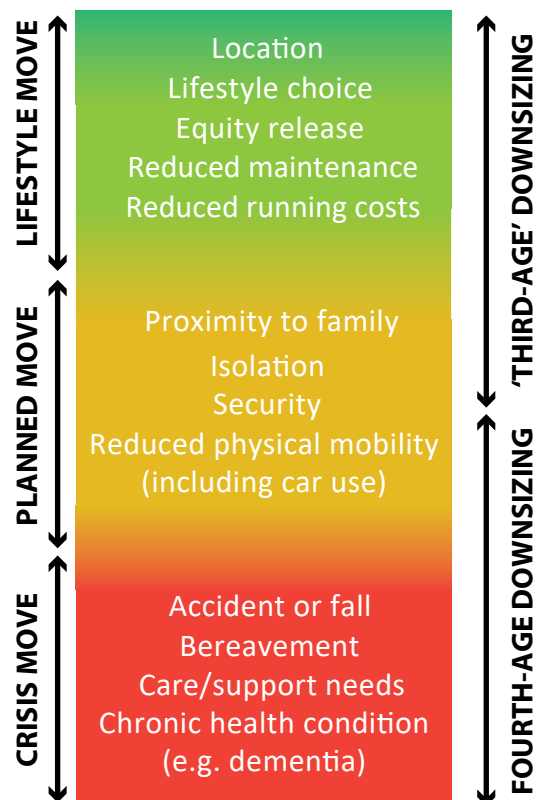 LIFESTYLE MOVE
Location
Lifestyle choice
Equity release
Reduced maintenance
Reduced running costs
PLANNED MOVE
Proximity to family
Isolation
Security
Reduced physical mobility
(including car use)
CRISIS MOVE
Accident or fall
Bereavement
Care/support needs
Chronic health condition
(e.g. dementia)
‘THIRD-AGE’ DOWNSIZING
FOURTH-AGE DOWNSIZING